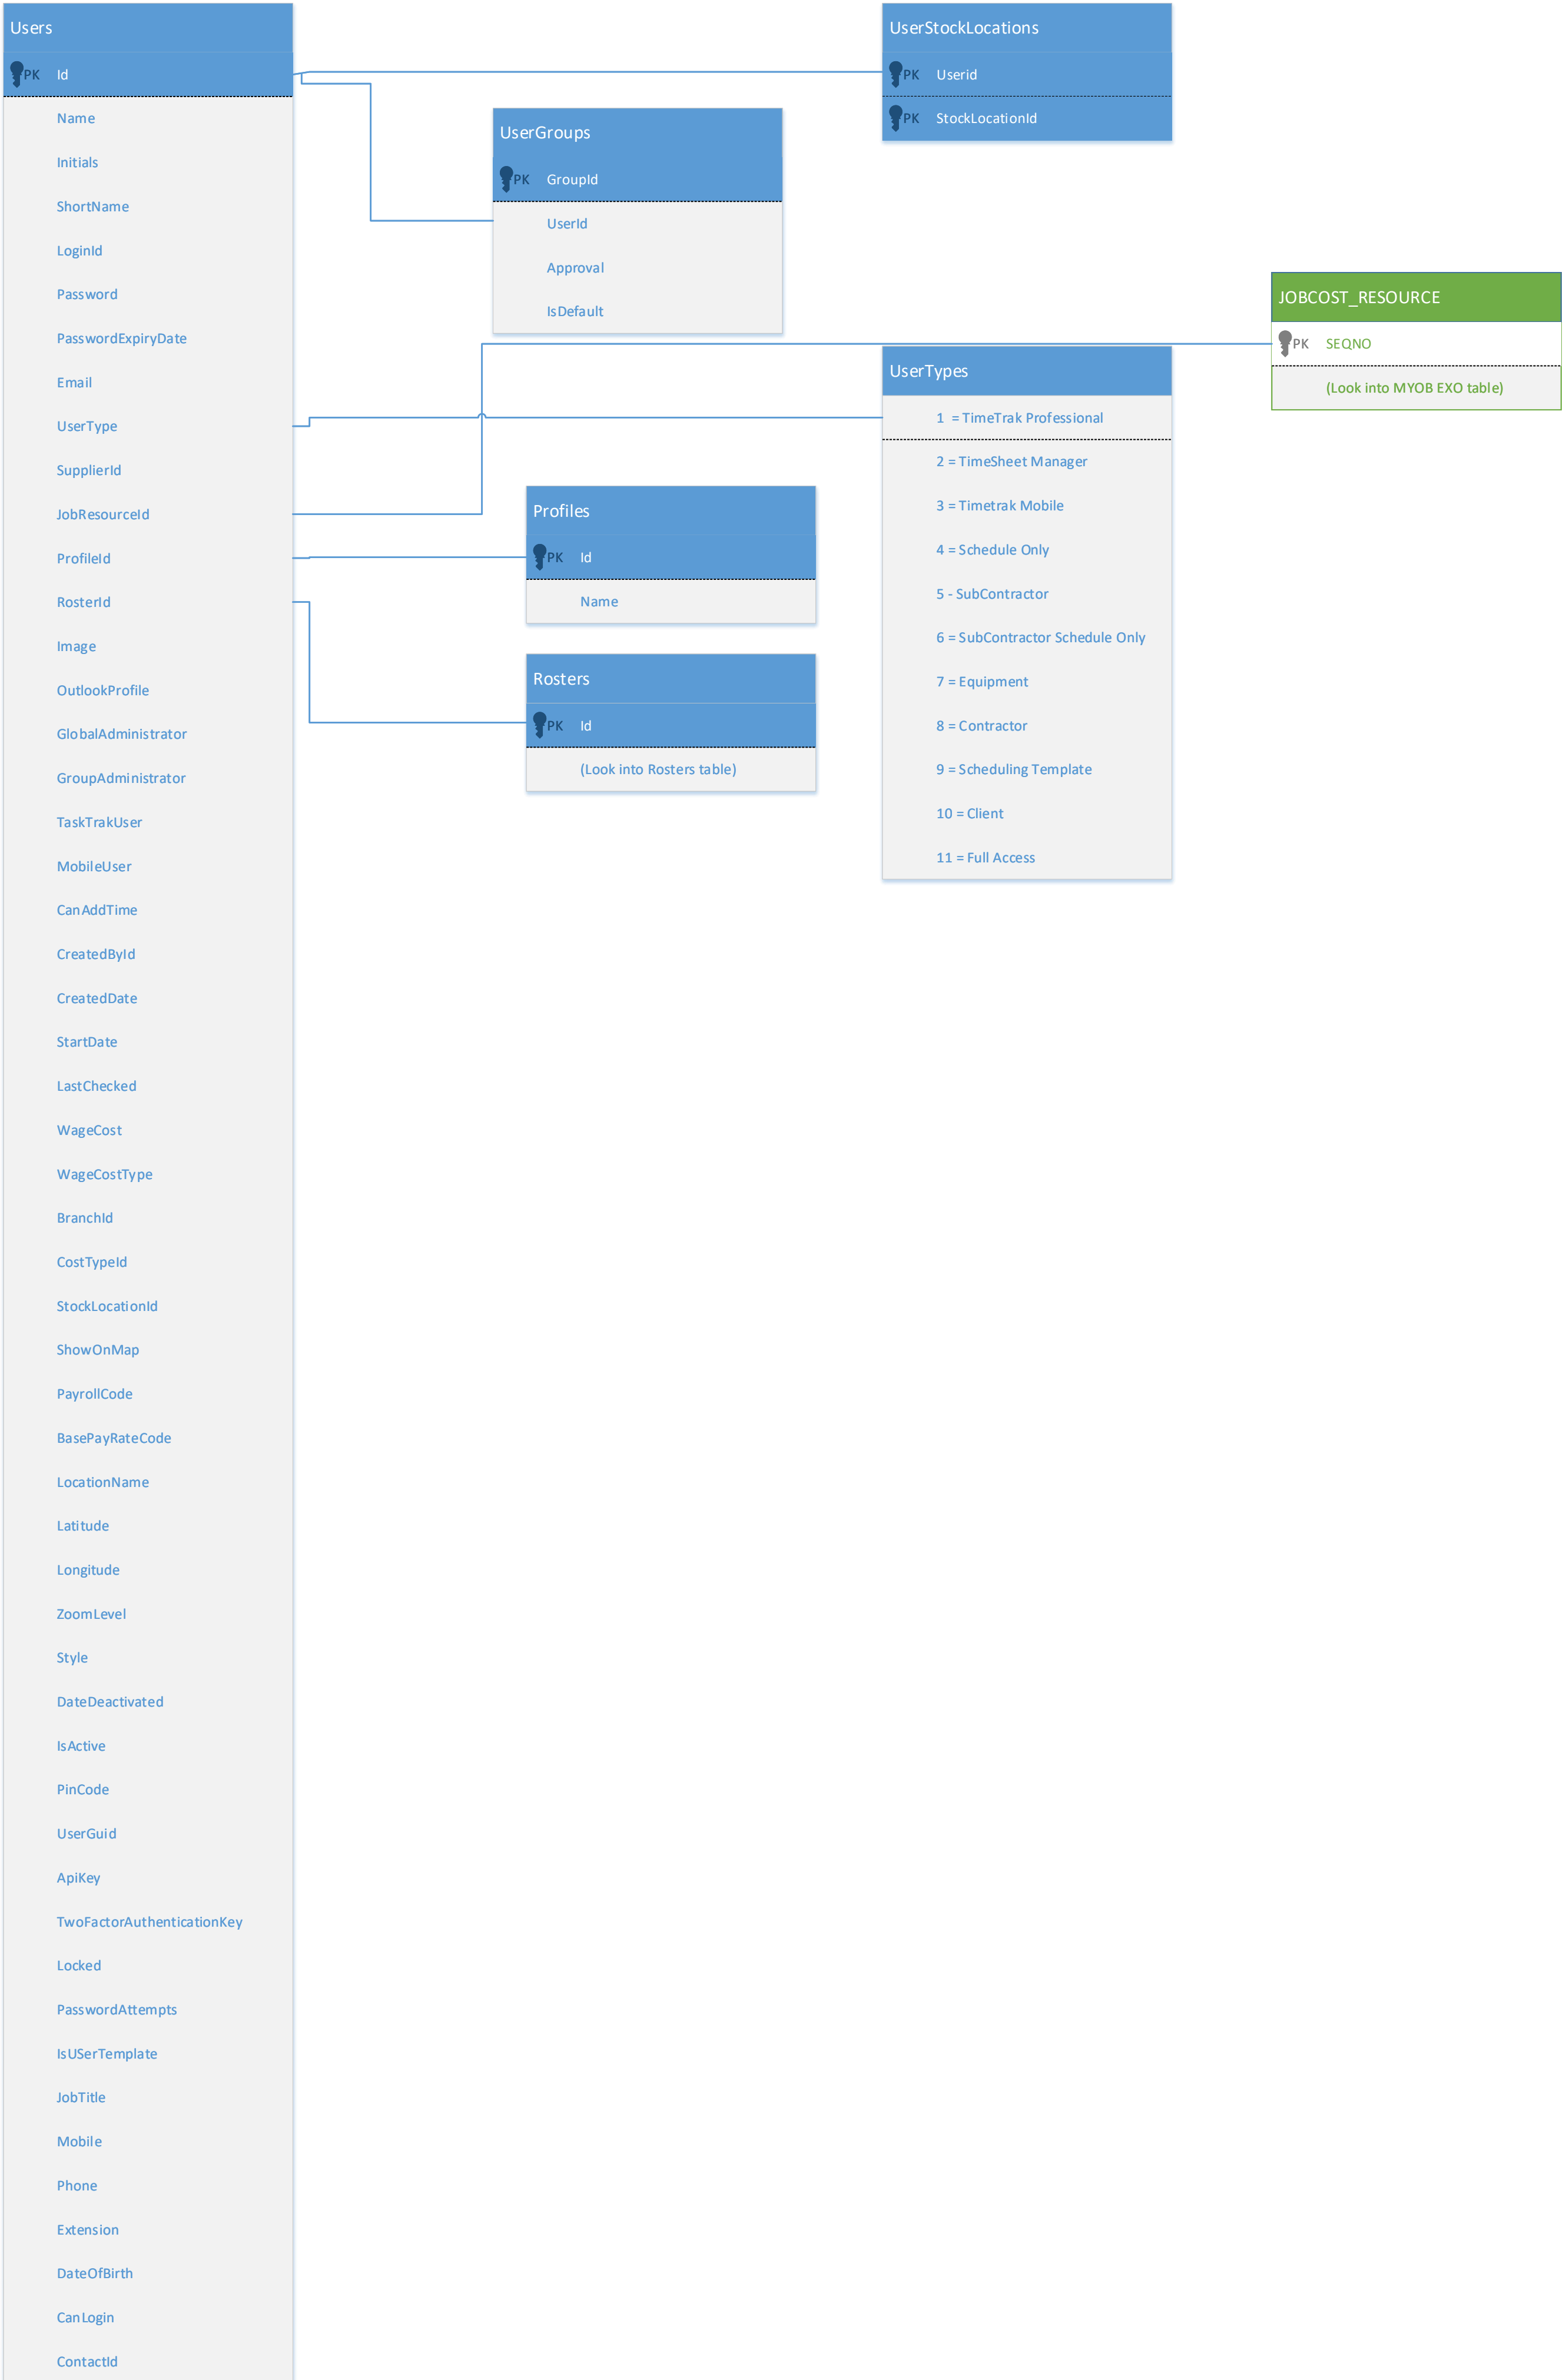 Users
PK Id
Name
Initials
ShortName
LoginId
Password
PasswordExpiryDate
Email
UserType
SupplierId
JobResourceId
ProfileId
RosterId
Image
OutlookProfile
GlobalAdministrator
GroupAdministrator
TaskTrakUser
MobileUser
CanAddTime
CreatedById
CreatedDate
StartDate
LastChecked
WageCost
WageCostType
BranchId
CostTypeId
StockLocationId
ShowOnMap
PayrollCode
BasePayRateCode
LocationName
Latitude
Longitude
ZoomLevel
Style
DateDeactivated
IsActive
PinCode
UserGuid
ApiKey
TwoFactorAuthenticationKey
Locked
PasswordAttempts
IsUSerTemplate
JobTitle
Mobile
Phone
Extension
DateOfBirth
CanLogin
ContactId
UserGroups
PK GroupId
UserId
Approval
IsDefault
Profiles
PK Id
Name
Rosters
PK Id
(Look into Rosters table)
UserStockLocations
PK Userid
PK StockLocationId
UserTypes
1 = TimeTrak Professional
2 = TimeSheet Manager
3 = Timetrak Mobile
4 = Schedule Only
5 - SubContractor
6 = SubContractor Schedule Only
7 = Equipment
8 = Contractor
9 = Scheduling Template
10 = Client
11 = Full Access
JOBCOST_RESOURCE
PK SEQNO
(Look into MYOB EXO table)